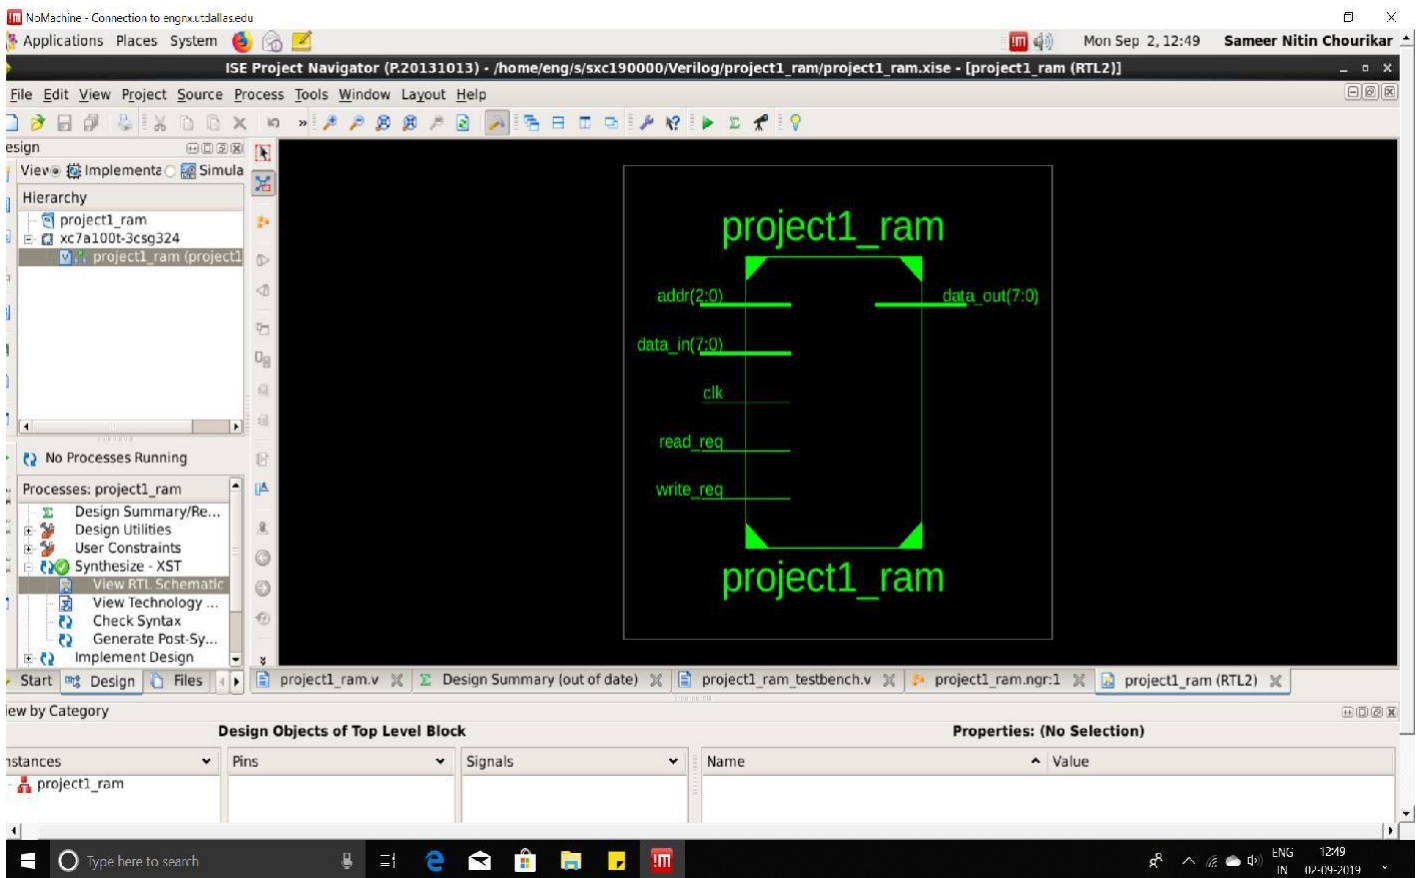 NoMachine - Connection to engnx.utdallas.edu
Applications Places System Mon Sep 2, 12:49 Sameer Nitin Chourikar
ISE Project Navigator (P.20131013) - /home/eng/s/sxc190000/Verilog/project1_ram/project1_ram.xise - [project1_ram (RTL2)]
File Edit View Project Source Process Tools Window Layout Help
esign
View Implementa Simula
Hierarchy
project1_ram
xc7a100t-3csg324
project1_ram (project1
project1_ram
addr(2:0) data_out(7:0)
data_in(7:0)
clk
read_req
write_req
project1_ram
No Processes Running
Processes: project1_ram
Design Summary/Re...
Design Utilities
User Constraints
Synthesize - XST
View RTL Schematic
View Technology ...
Check Syntax
Generate Post-Sy...
Implement Design
Start Design Files project1_ram.v Design Summary (out of date) project1_ram_testbench.v project1_ram.ngr:1 project1_ram (RTL2)
iew by Category
Design Objects of Top Level Block Properties: (No Selection)
nstances Pins Signals Name Value
project1_ram
Type here to search
ENG 12:49
IN 02-09-2019